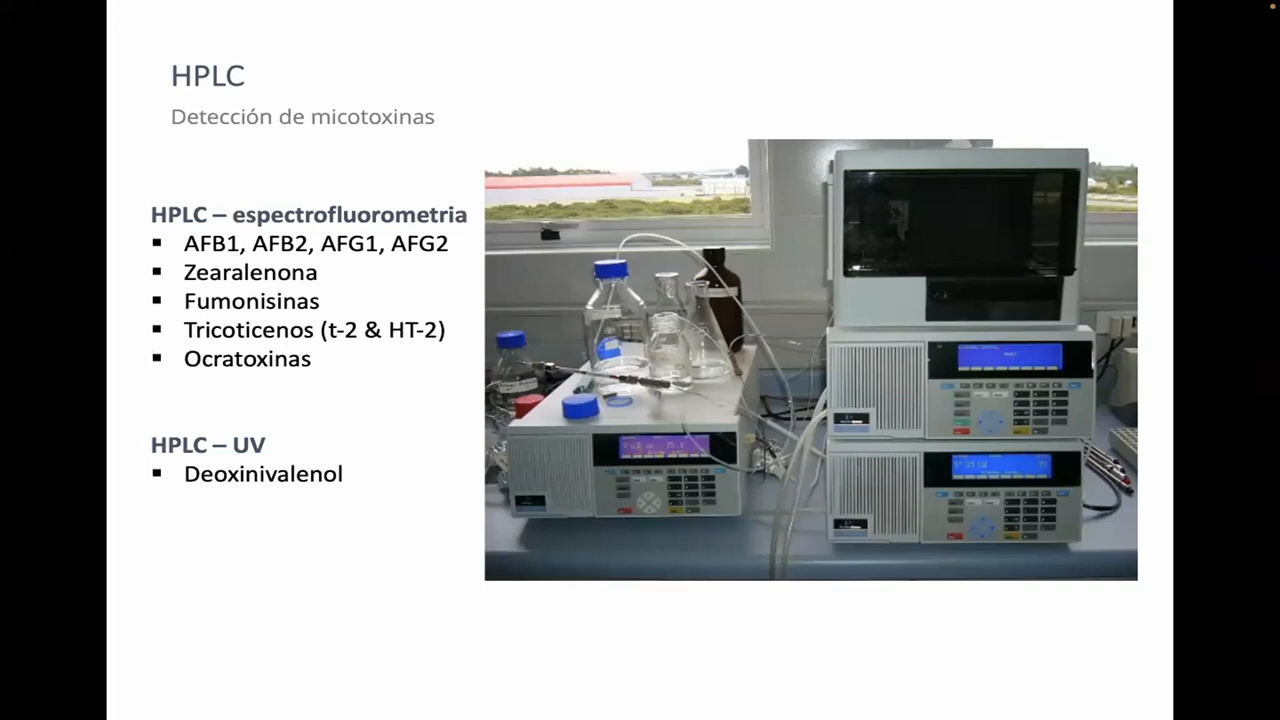 HPLC
Detección de micotoxinas
HPLC – espectrofluorometria
▪ AFB1, AFB2, AFG1, AFG2
▪ Zearalenona
▪ Fumonisinas
▪ Tricoticenos (t-2 & HT-2)
▪ Ocratoxinas
HPLC – UV
▪ Deoxinivalenol